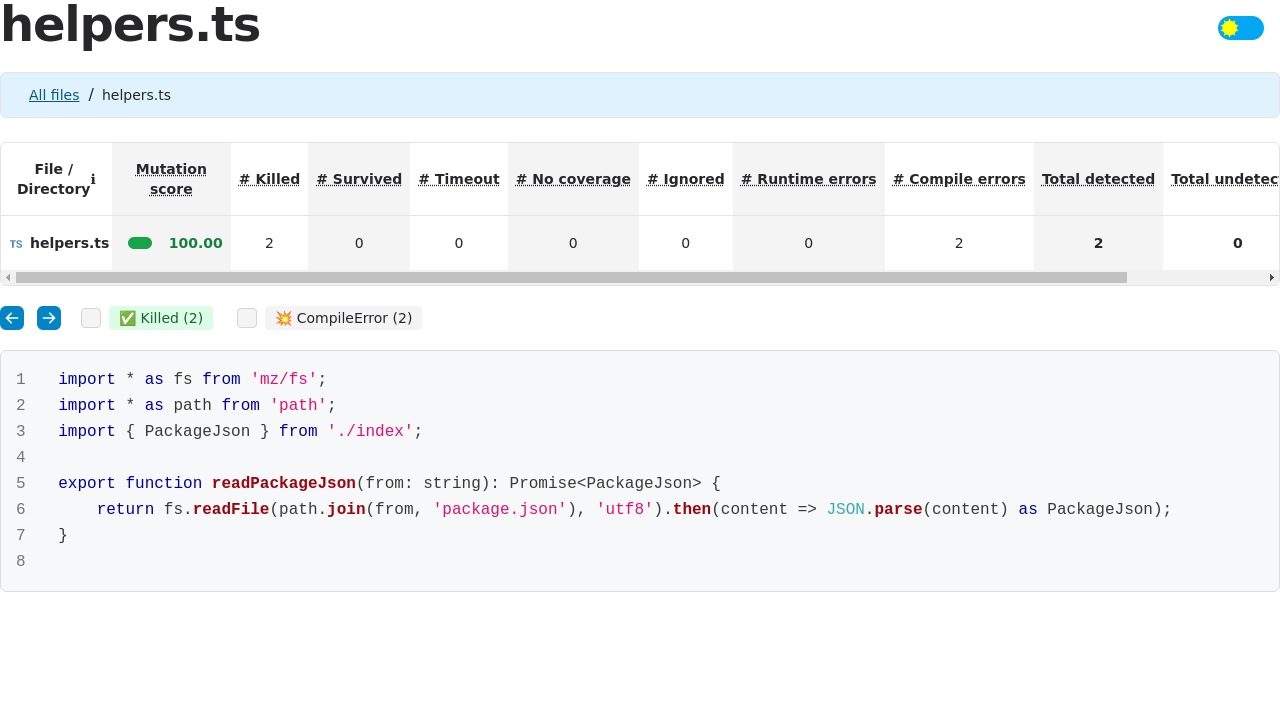 helpers.ts
All files / helpers.ts
File / Directory ℹ Mutation score # Killed # Survived # Timeout # No coverage # Ignored # Runtime errors # Compile errors Total detected Total
TS helpers.ts 100.00 2 0 0 0 0 0 2 2 0
✅ Killed (2) 💥 CompileError (2)
1 import * as fs from 'mz/fs';
2 import * as path from 'path';
3 import { PackageJson } from './index';
4
5 export function readPackageJson(from: string): Promise<PackageJson> {
6     return fs.readFile(path.join(from, 'package.json'), 'utf8').then(content => JSON.parse(content) as PackageJson);
7 }
8